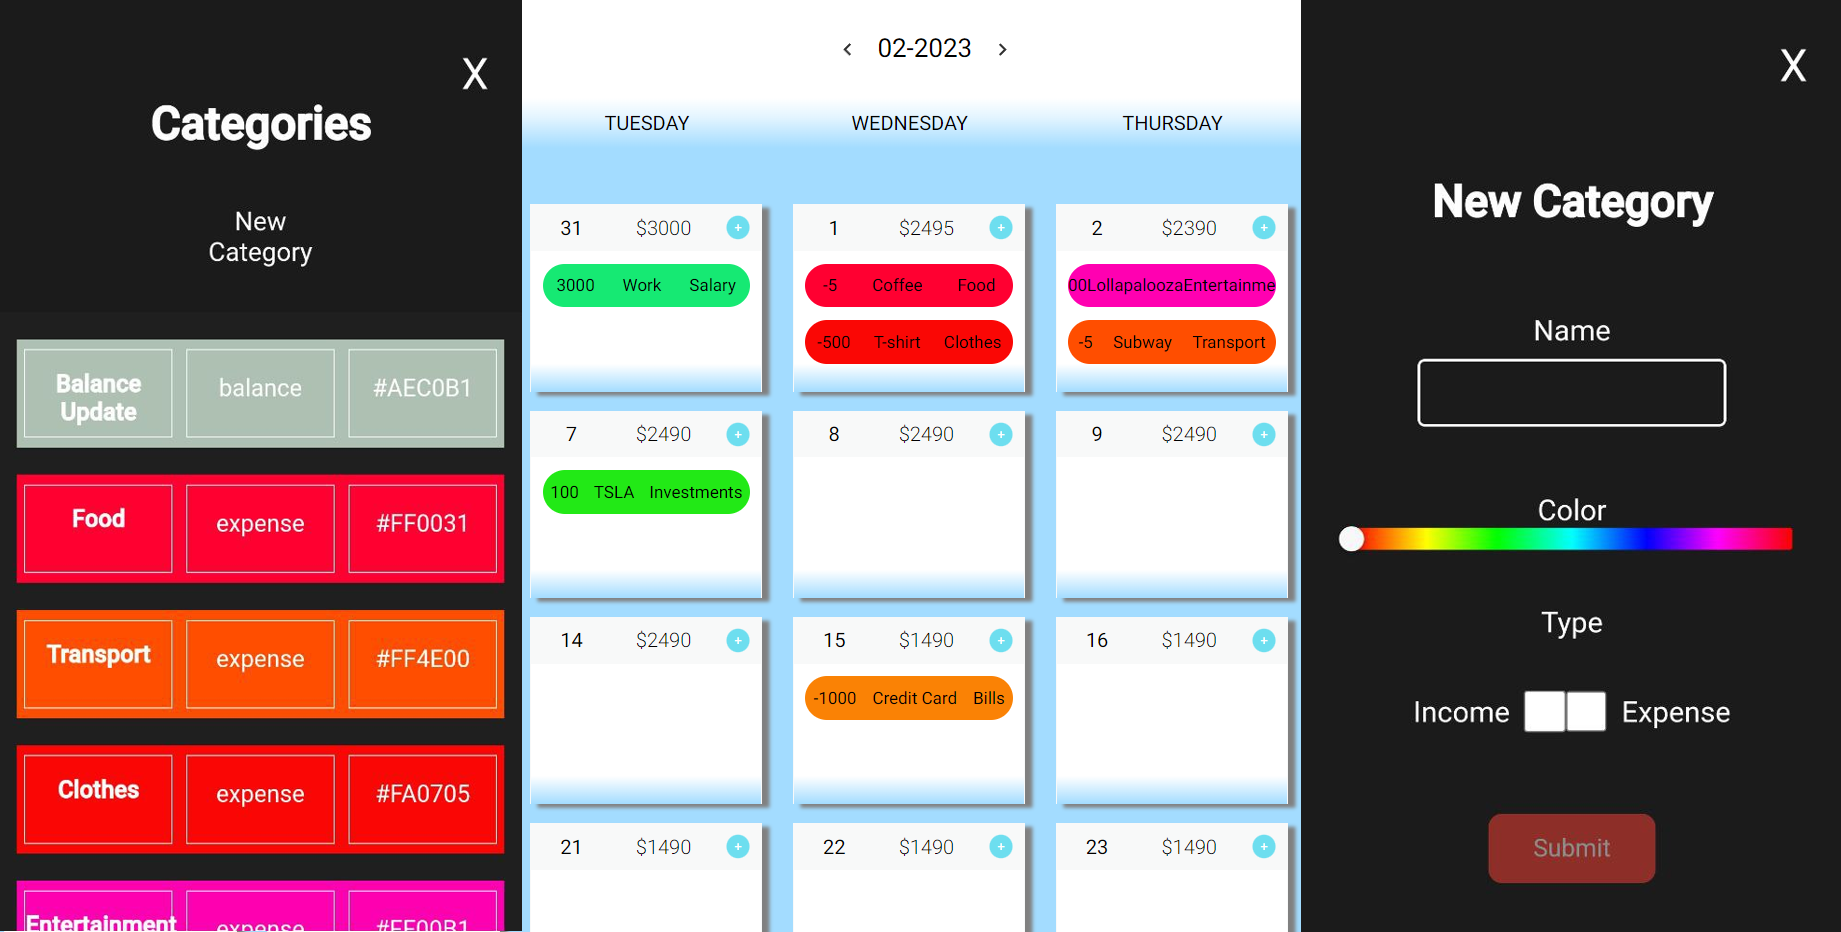 X
Categories
New
Category
Balance
Update
balance
#AEC0B1
Food
expense
#FF0031
Transport
expense
#FF4E00
Clothes
expense
#FA0705
Entertainment
expense
#FF00B1
< 02-2023 >
TUESDAY WEDNESDAY THURSDAY
31 $3000 +
3000 Work Salary
1 $2495 +
-5 Coffee Food
-500 T-shirt Clothes
2 $2390 +
00LollapaloozaEntertainme
-5 Subway Transport
7 $2490 +
100 TSLA Investments
8 $2490 +
9 $2490 +
14 $2490 +
15 $1490 +
-1000 Credit Card Bills
16 $1490 +
21 $1490 +
22 $1490 +
23 $1490 +
X
New Category
Name
Color
Type
Income Expense
Submit